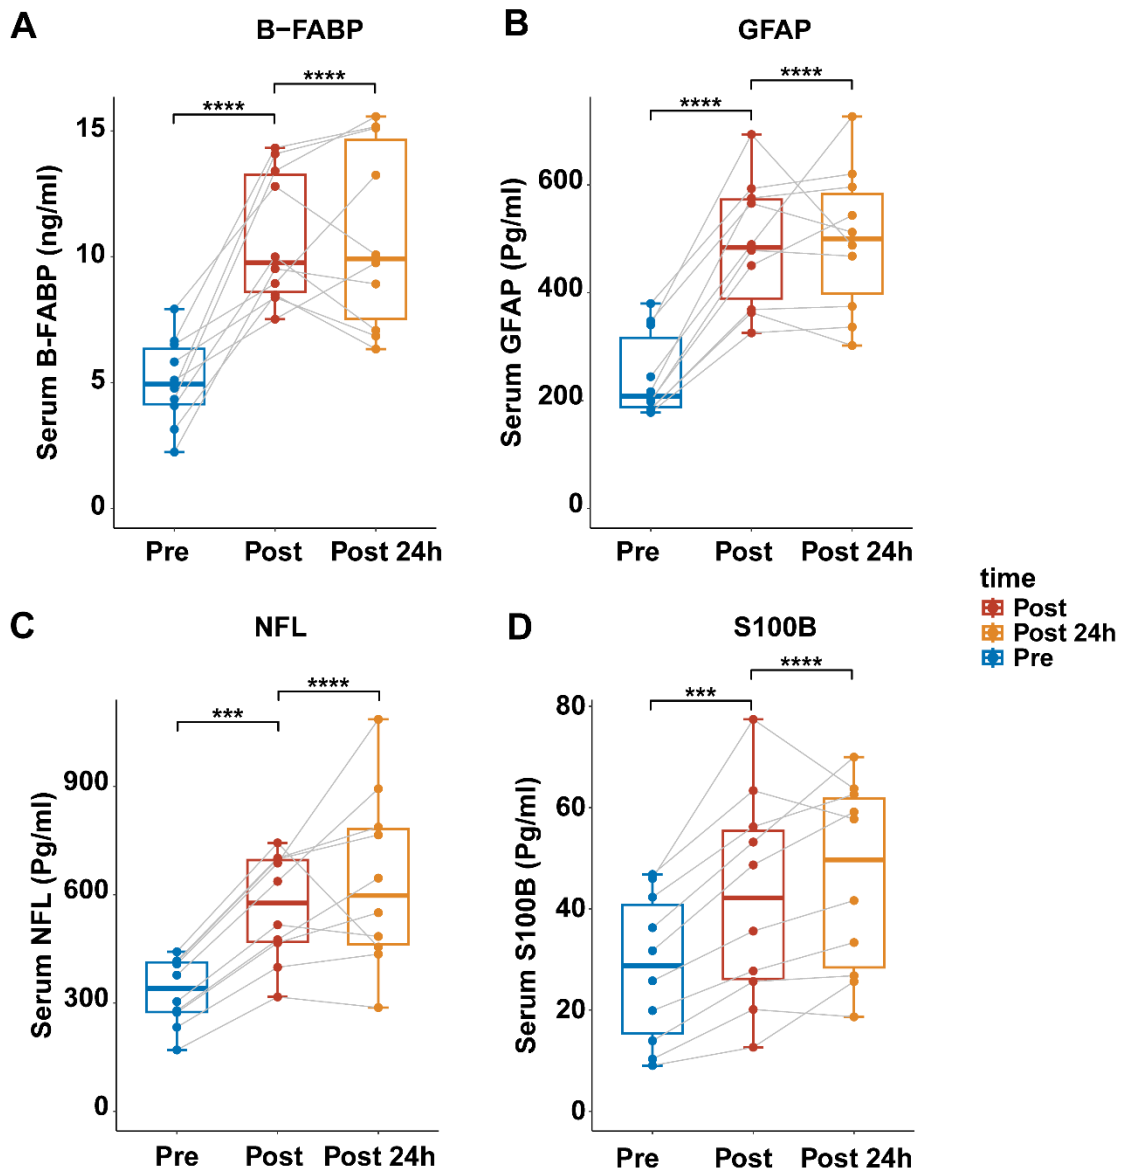 A
B−FABP
****
****
Serum B-FABP (ng/ml)
15
10
5
0
Pre
Post
Post 24h
B
GFAP
****
****
Serum GFAP (Pg/ml)
600
400
200
0
Pre
Post
Post 24h
time
Post
Post 24h
Pre
C
NFL
***
****
Serum NFL (Pg/ml)
900
600
300
0
Pre
Post
Post 24h
D
S100B
***
****
Serum S100B (Pg/ml)
80
60
40
20
0
Pre
Post
Post 24h